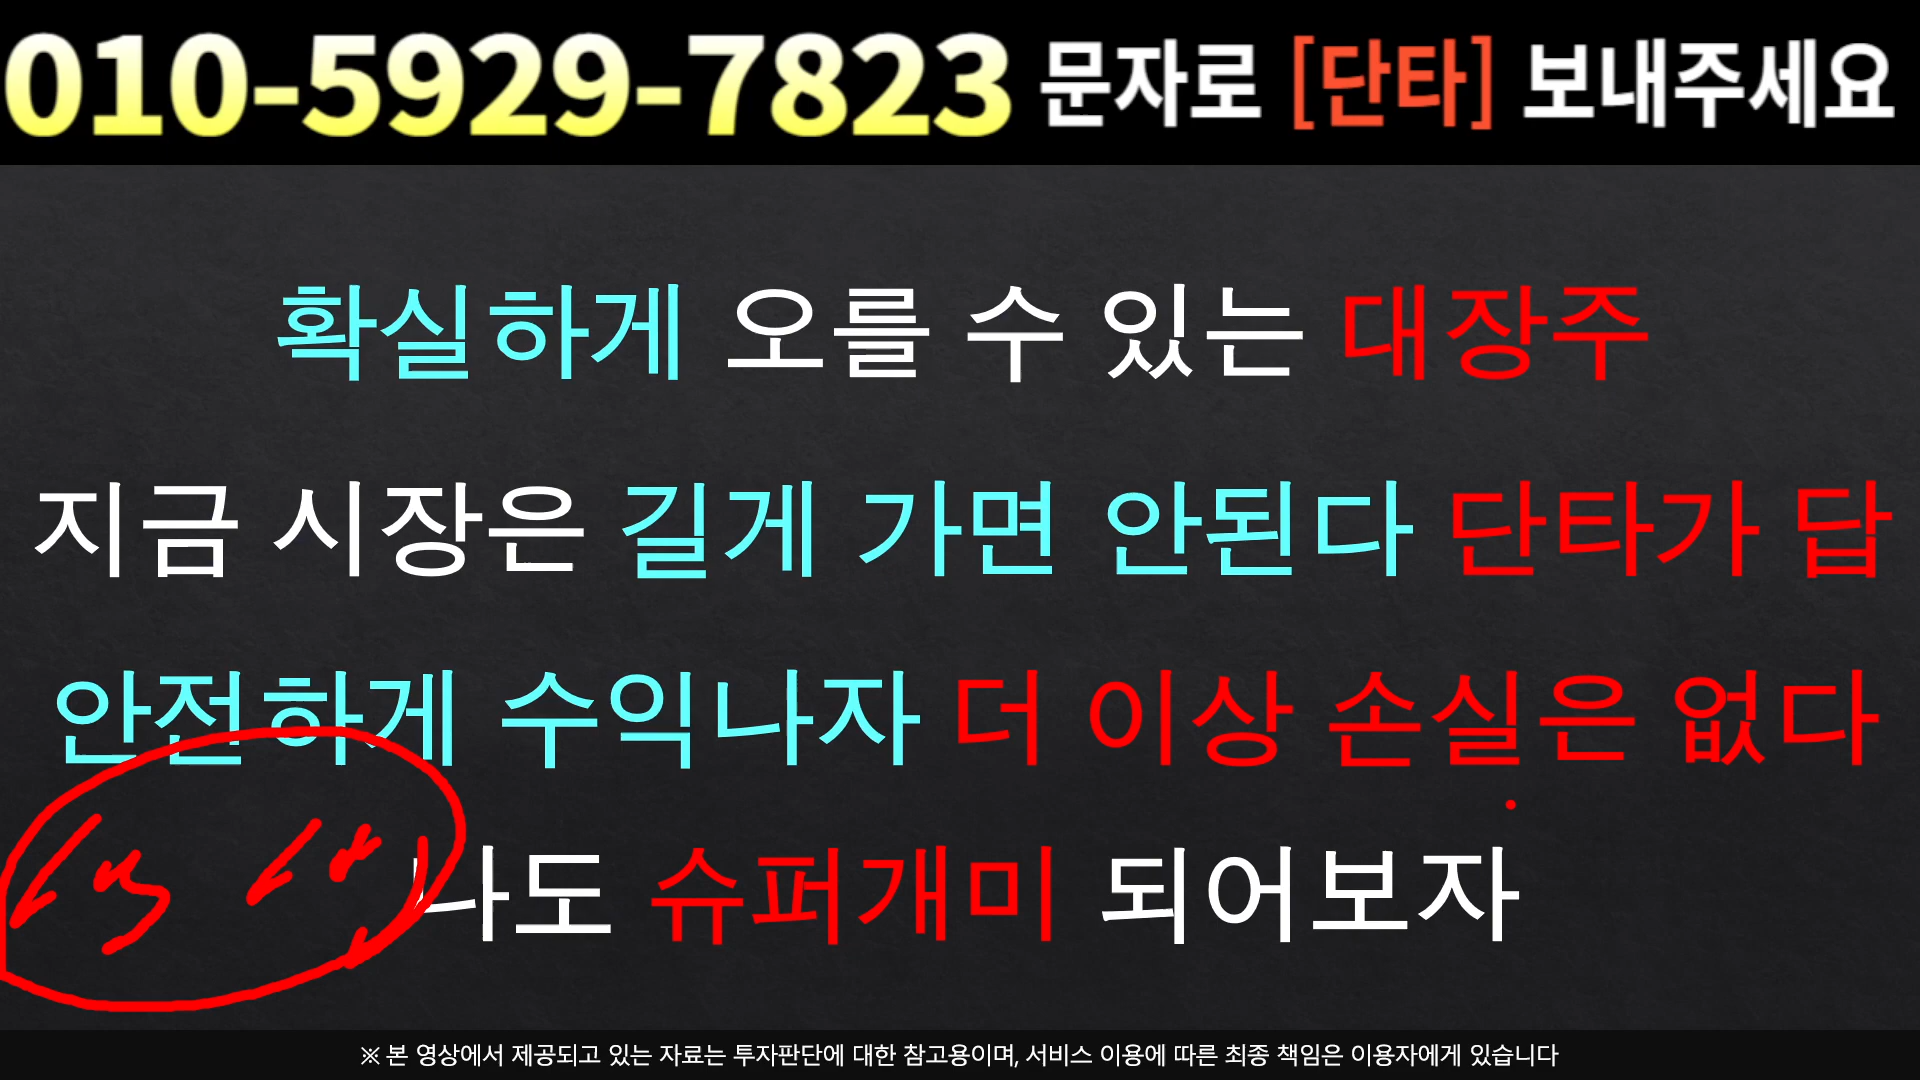 010-5929-7823 문자로 [단타] 보내주세요
확실하게 오를 수 있는 대장주
지금 시장은 길게 가면 안된다 단타가 답
안전하게 수익나자 더 이상 손실은 없다
나도 슈퍼개미 되어보자
※ 본 영상에서 제공되고 있는 자료는 투자판단에 대한 참고용이며, 서비스 이용에 따른 최종 책임은 이용자에게 있습니다